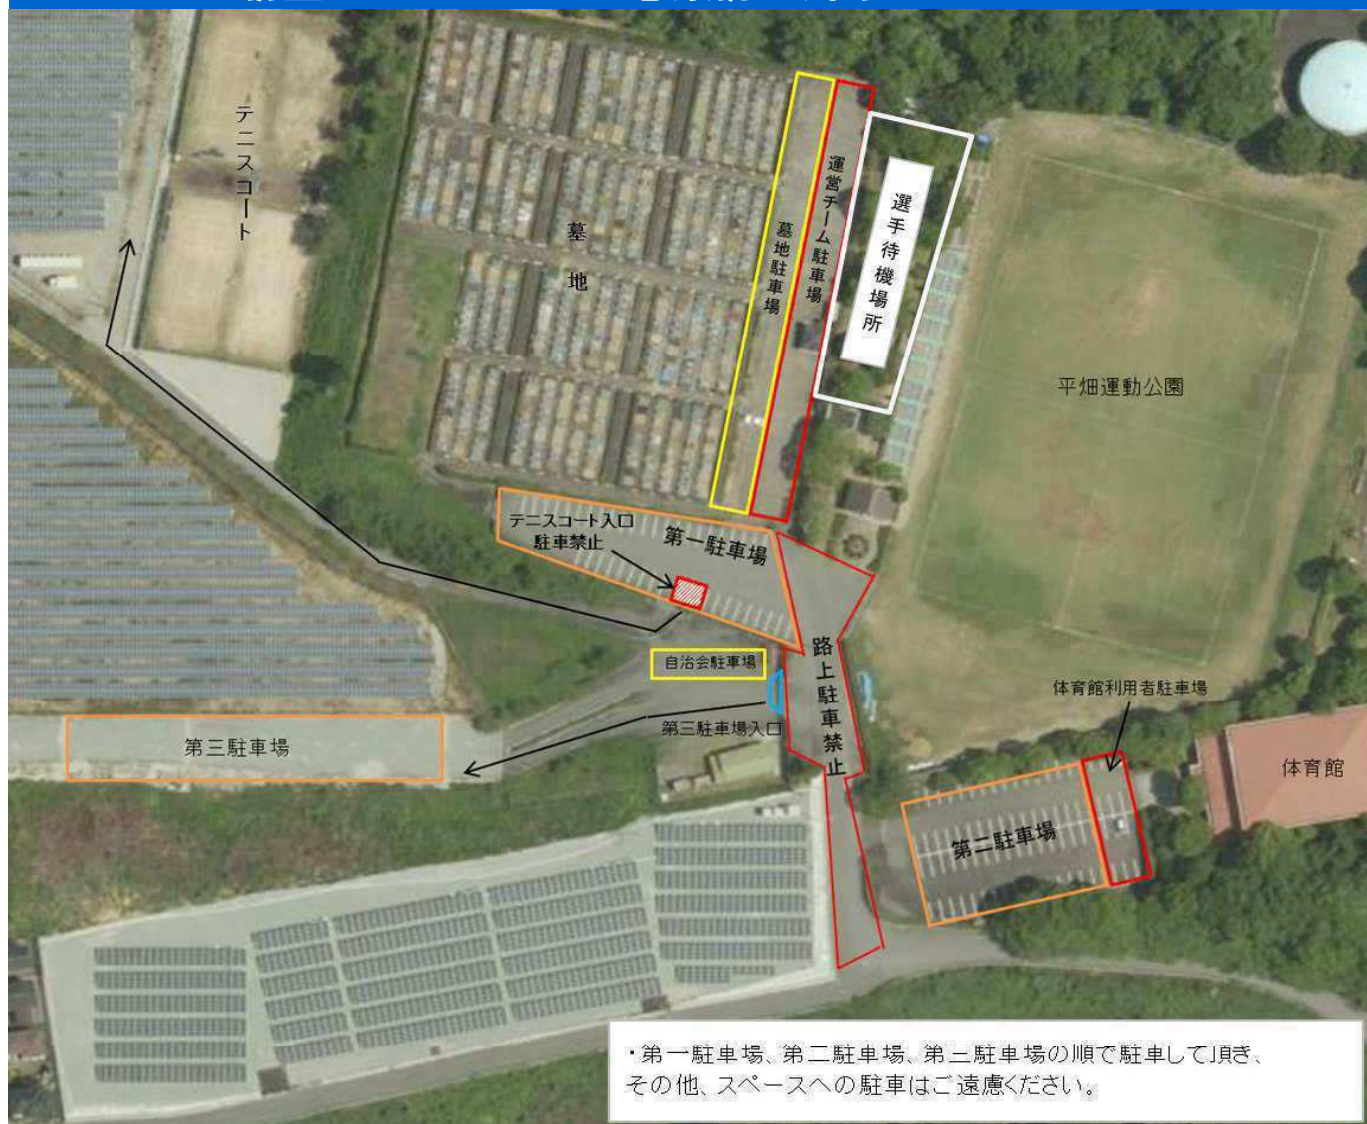 テニスコート
墓地
墓地駐車場
運営チーム駐車場
選手待機場所
平畑運動公園
テニスコート入口
駐車禁止
第一駐車場
自治会駐車場
第三駐車場入口
路上駐車禁止
第三駐車場
体育館利用者駐車場
体育館
第二駐車場
・第一駐車場、第二駐車場、第三駐車場の順で駐車して頂き、
その他、スペースへの駐車はご遠慮ください。